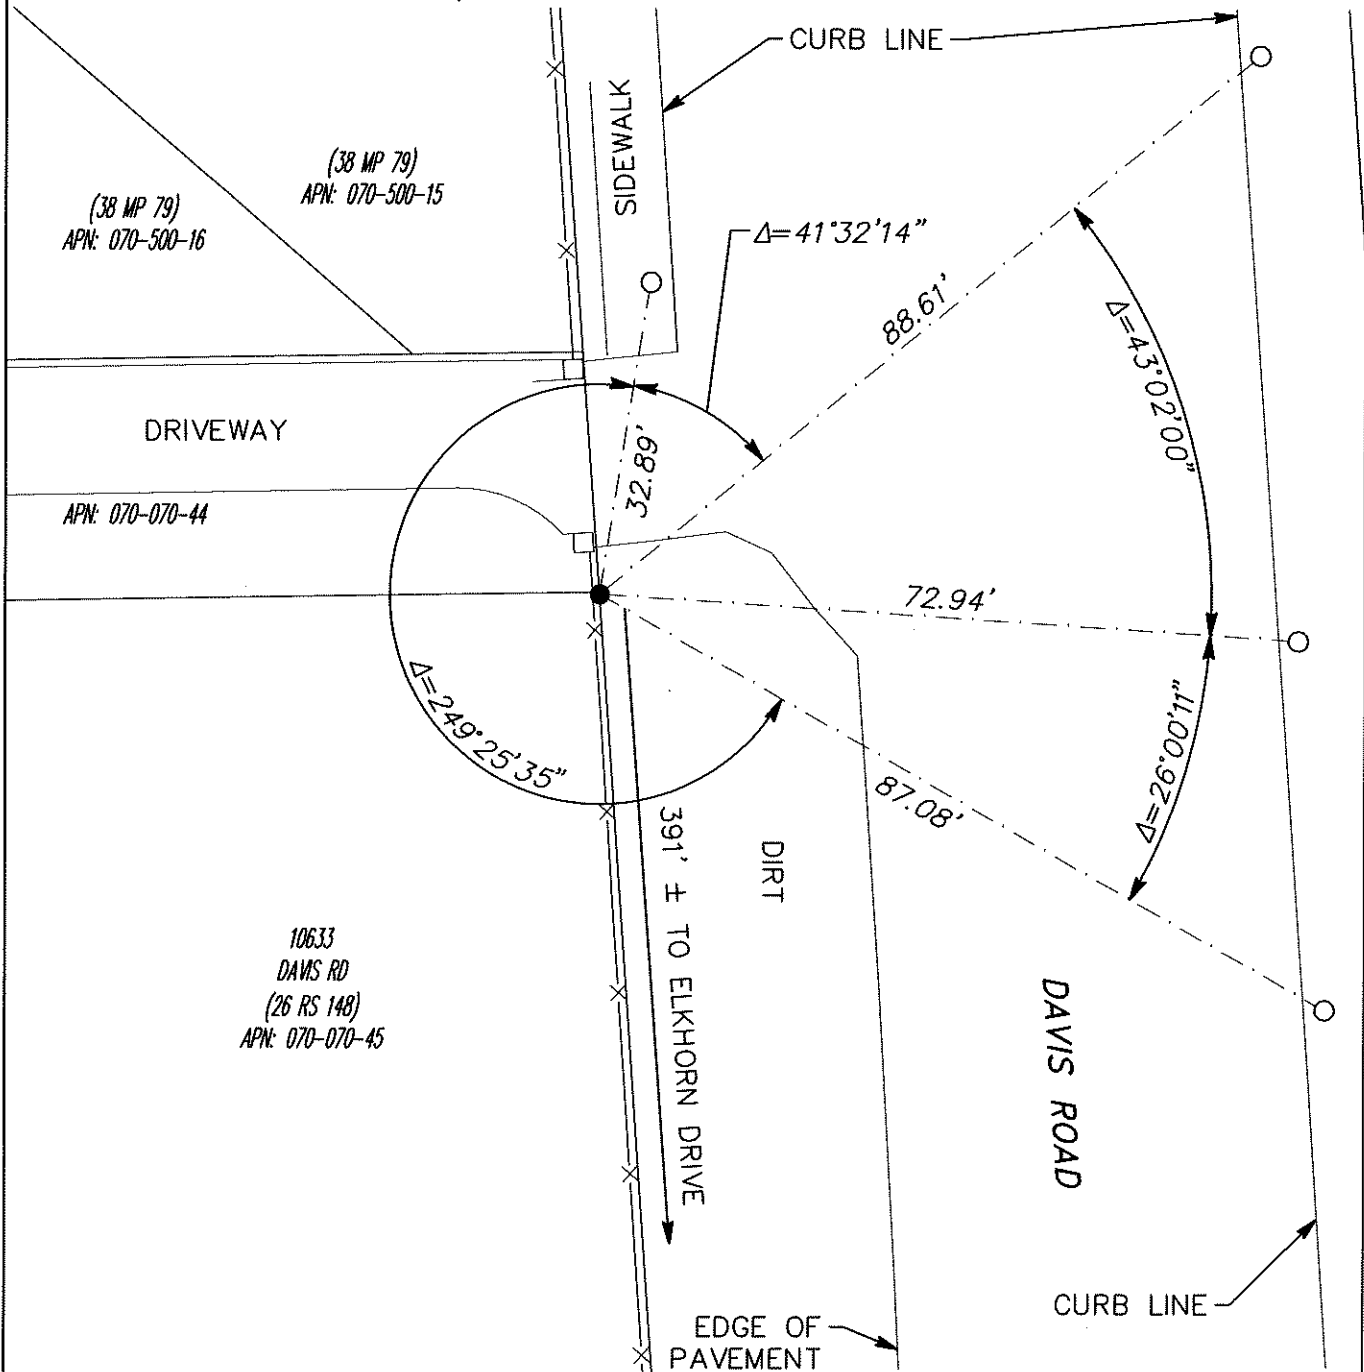 CURB LINE
SIDEWALK
(38 MP 79)
APN: 070-500-15
(38 MP 79)
APN: 070-500-16
Δ=41°32'14"
88.61'
Δ=43°02'00"
DRIVEWAY
32.89'
APN: 070-070-44
72.94'
Δ=249°25'35"
Δ=26°00'11"
87.08'
391' ± TO ELKHORN DRIVE
DIRT
10633
DAVIS RD
(26 RS 148)
APN: 070-070-45
DAVIS ROAD
CURB LINE
EDGE OF
PAVEMENT